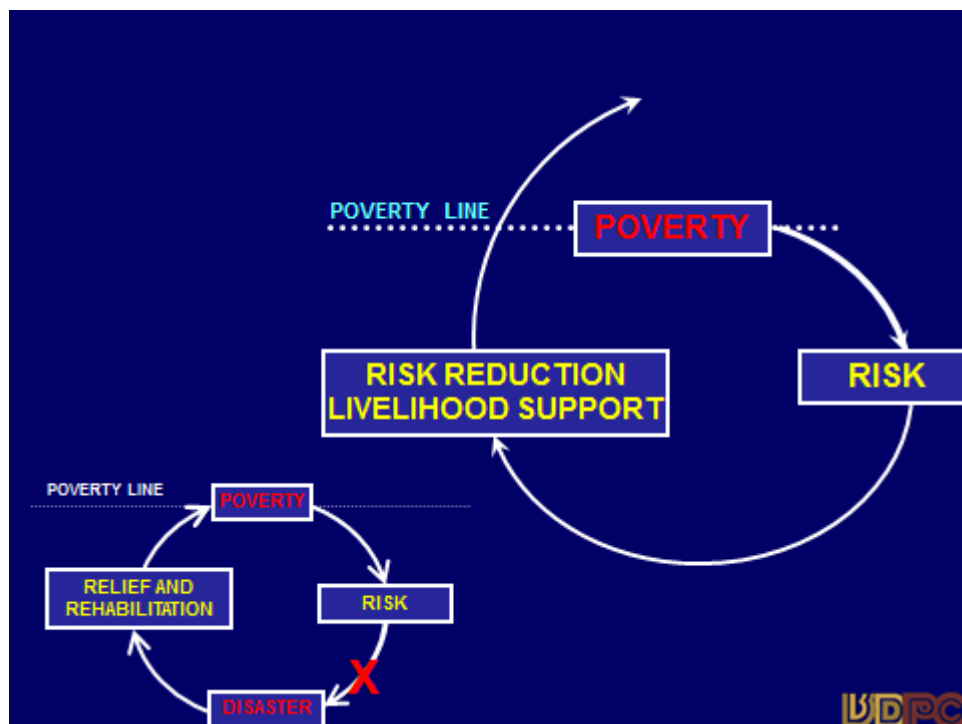 POVERTY LINE
POVERTY
RISK REDUCTION
LIVELIHOOD SUPPORT
RISK
POVERTY LINE
POVERTY
RELIEF AND
REHABILITATION
RISK
X
DISASTER